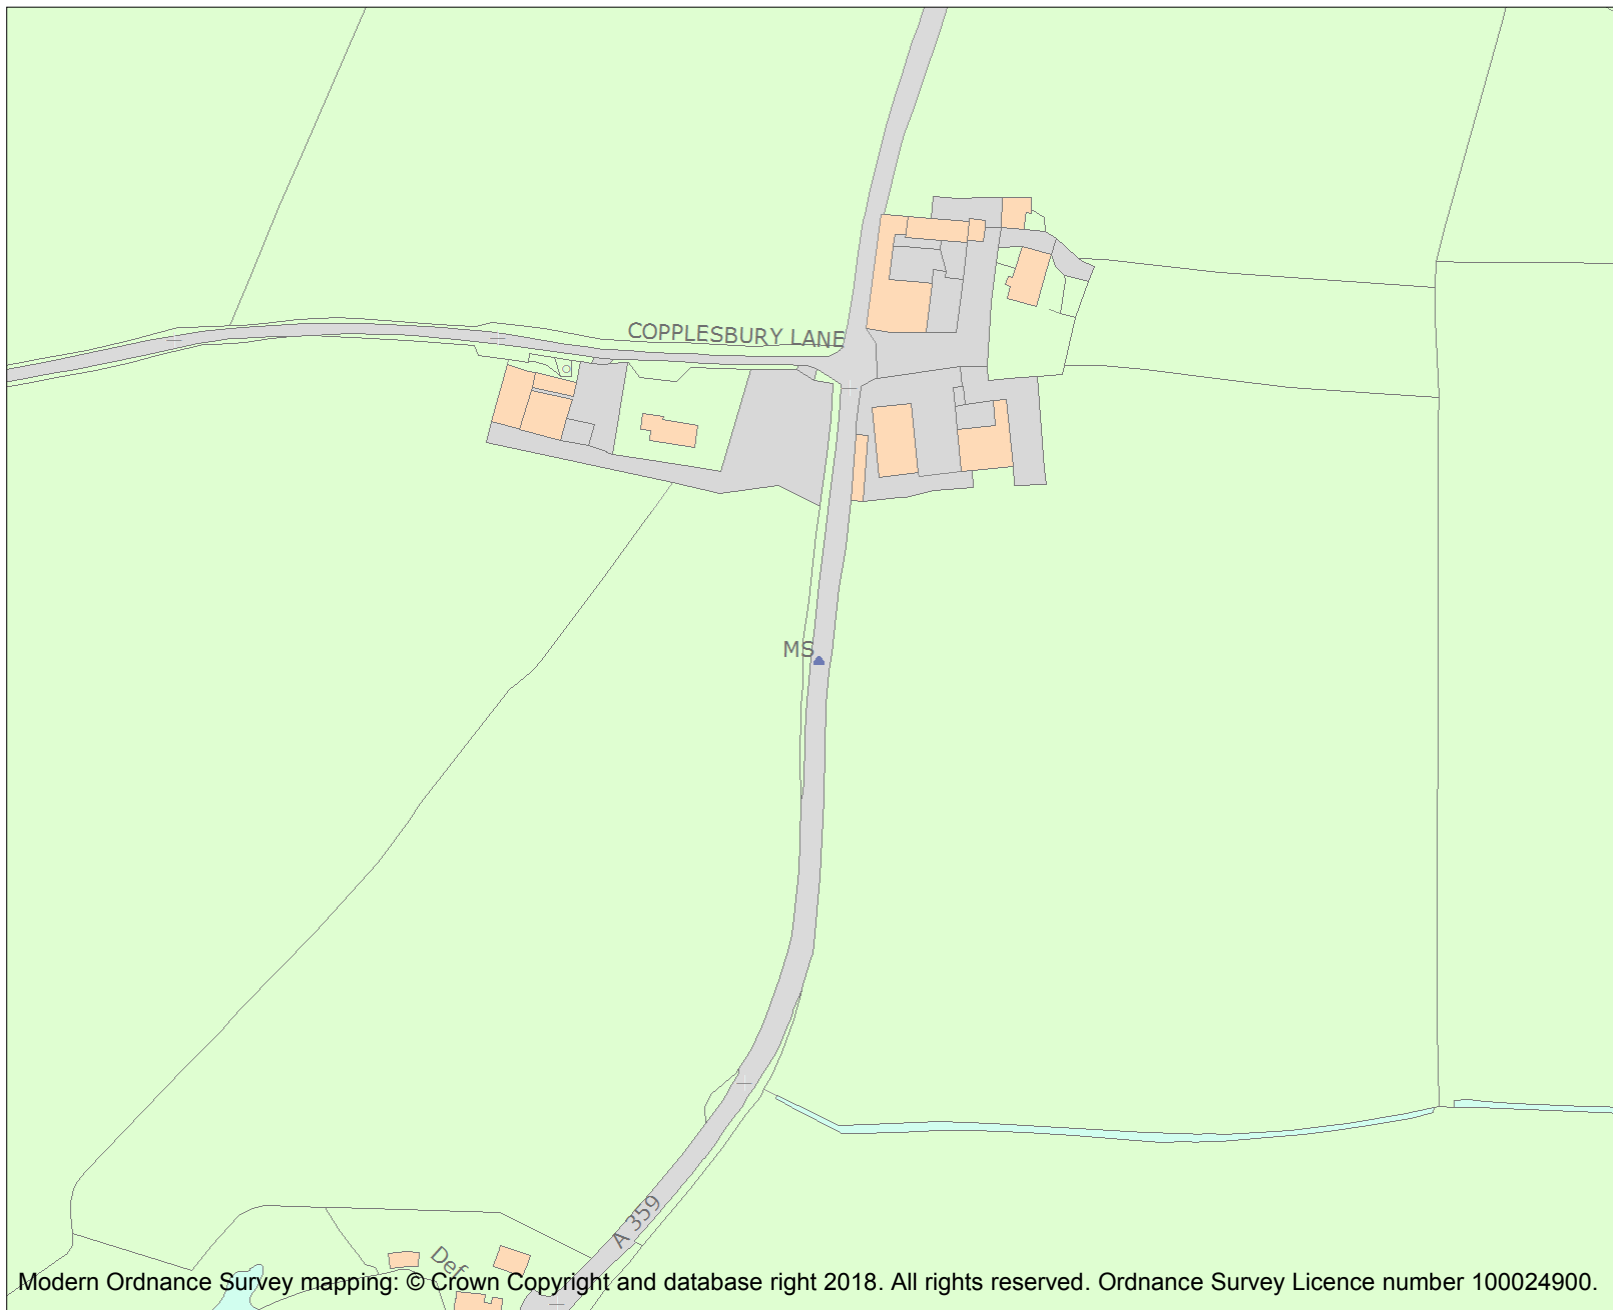 COPPLESBURY LANE
MS
A 359
Def
Modern Ordnance Survey mapping: © Crown Copyright and database right 2018. All rights reserved. Ordnance Survey Licence number 100024900.